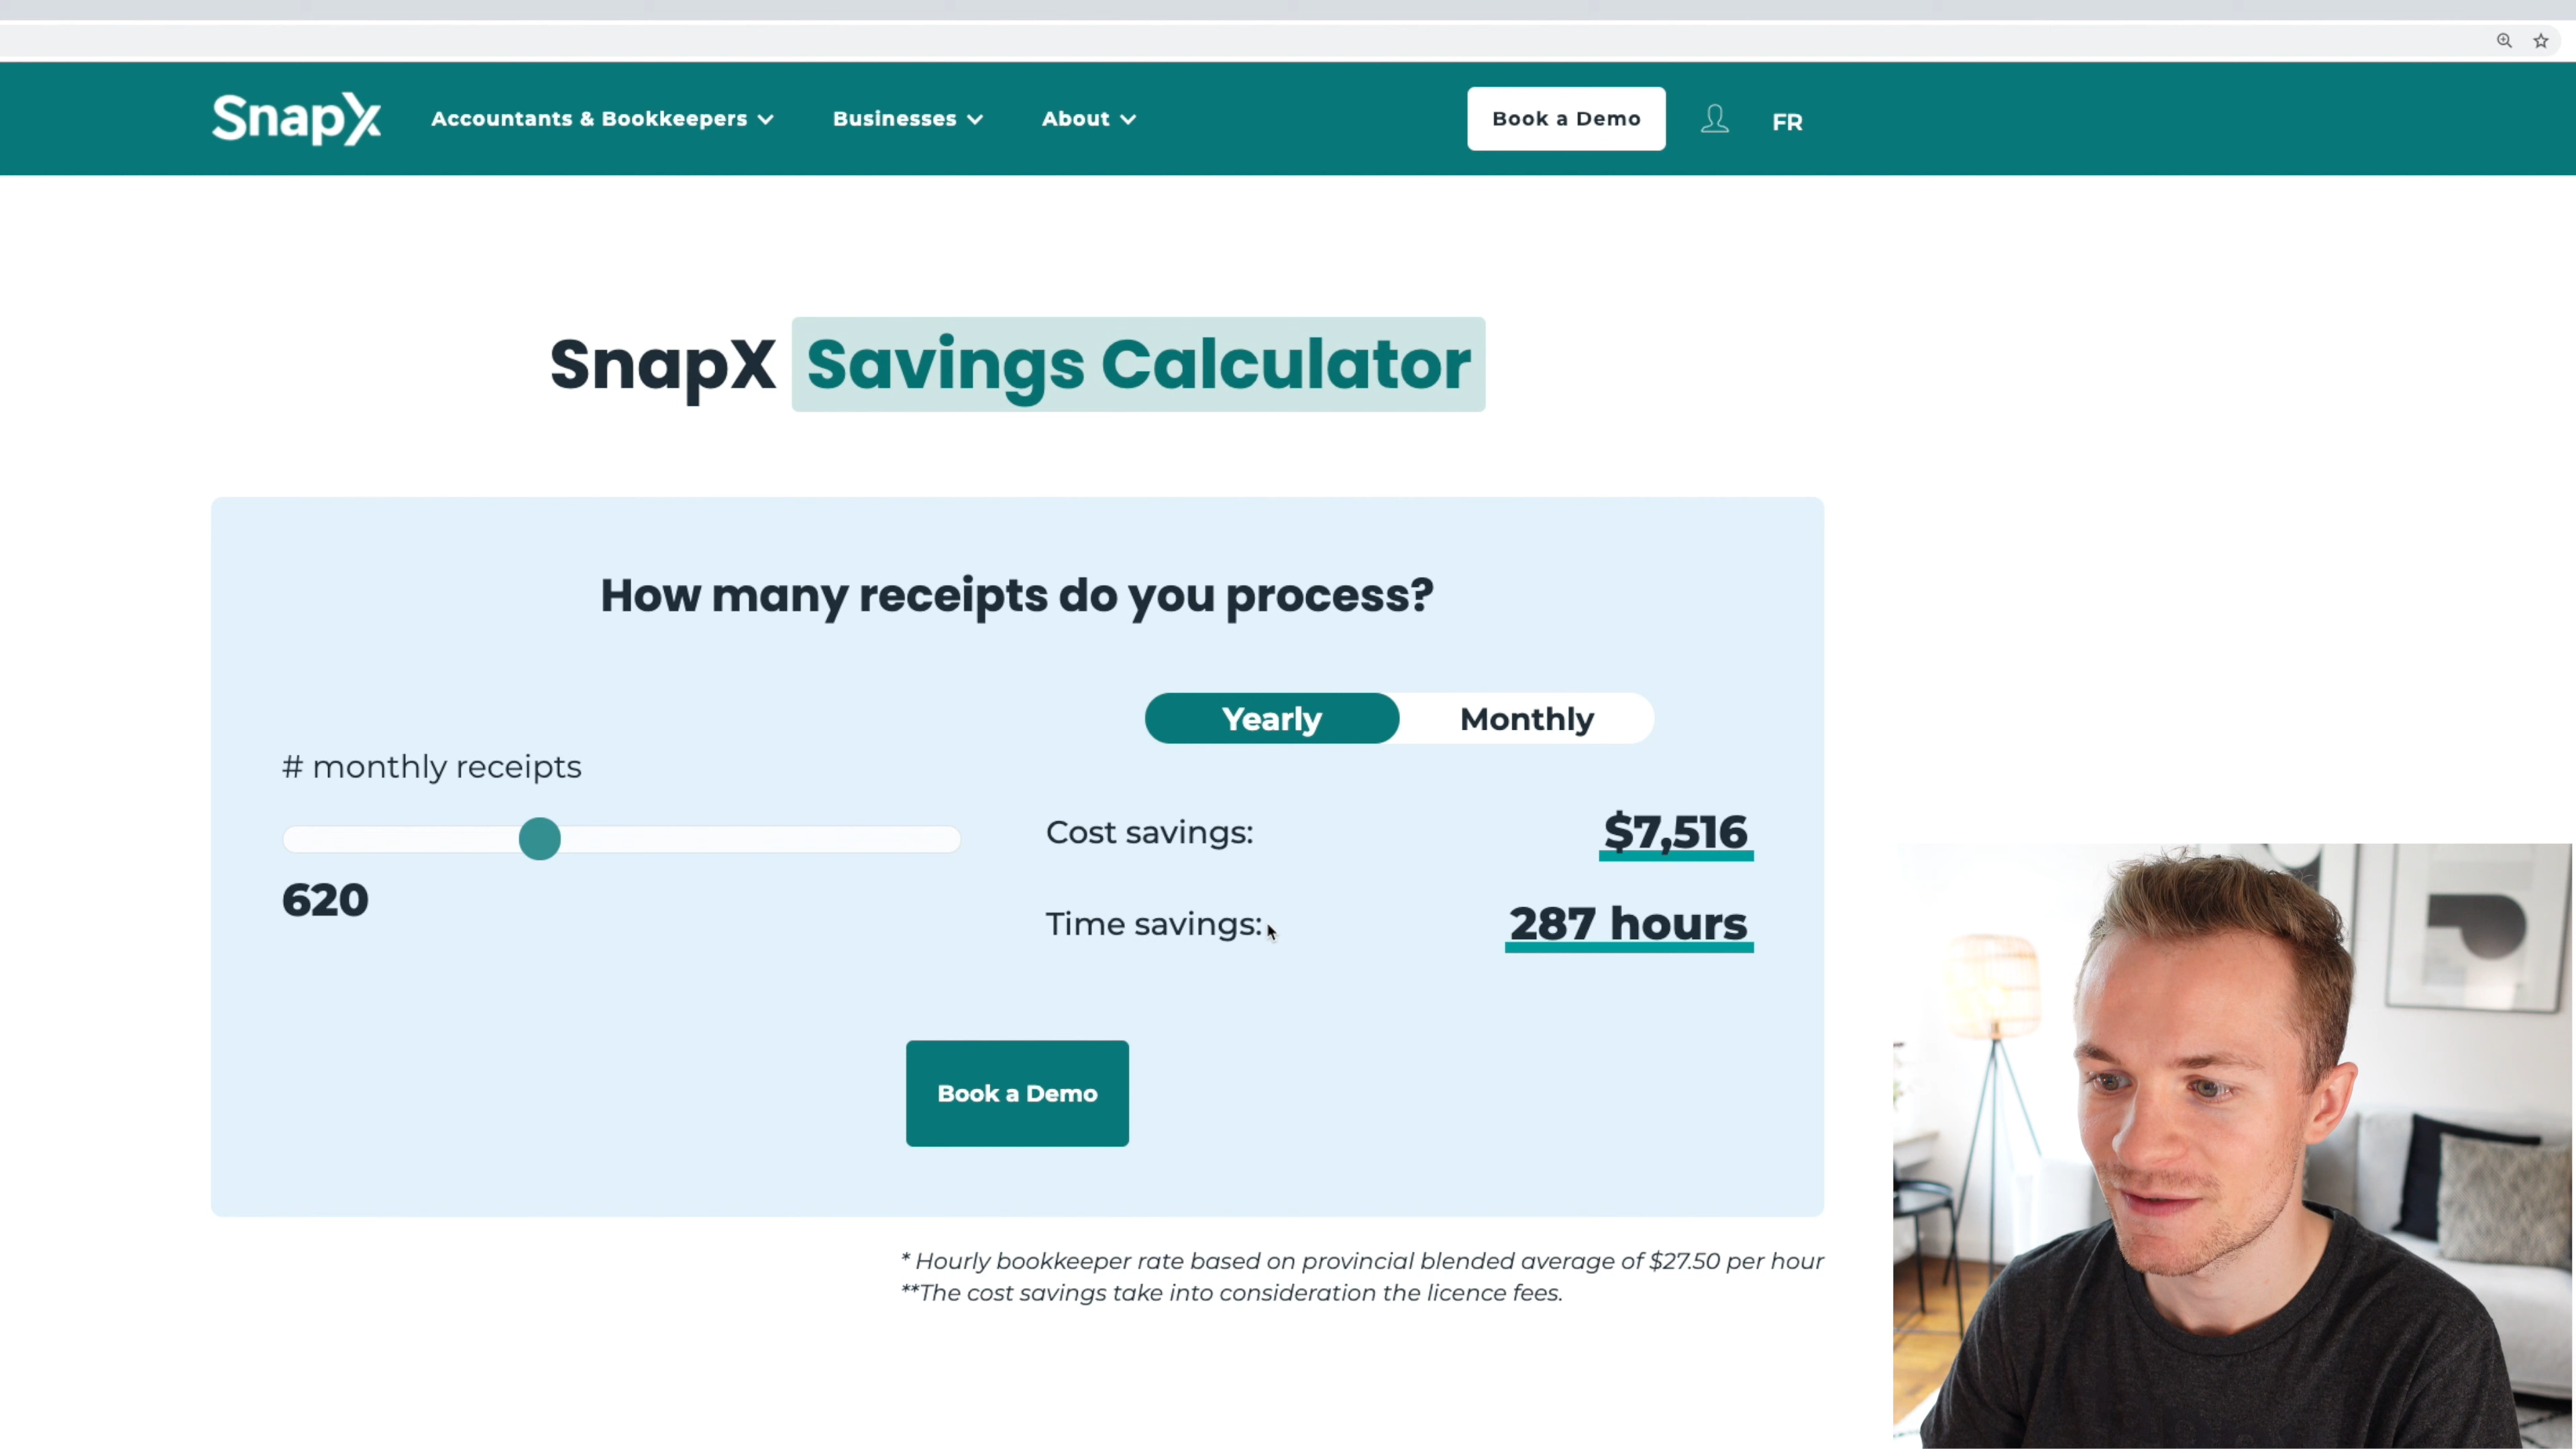 SnapX
Accountants & Bookkeepers
Businesses
About
Book a Demo
FR
SnapX Savings Calculator
How many receipts do you process?
Yearly
Monthly
# monthly receipts
620
Cost savings:
$7,516
Time savings:
287 hours
Book a Demo
* Hourly bookkeeper rate based on provincial blended average of $27.50 per hour
**The cost savings take into consideration the licence fees.